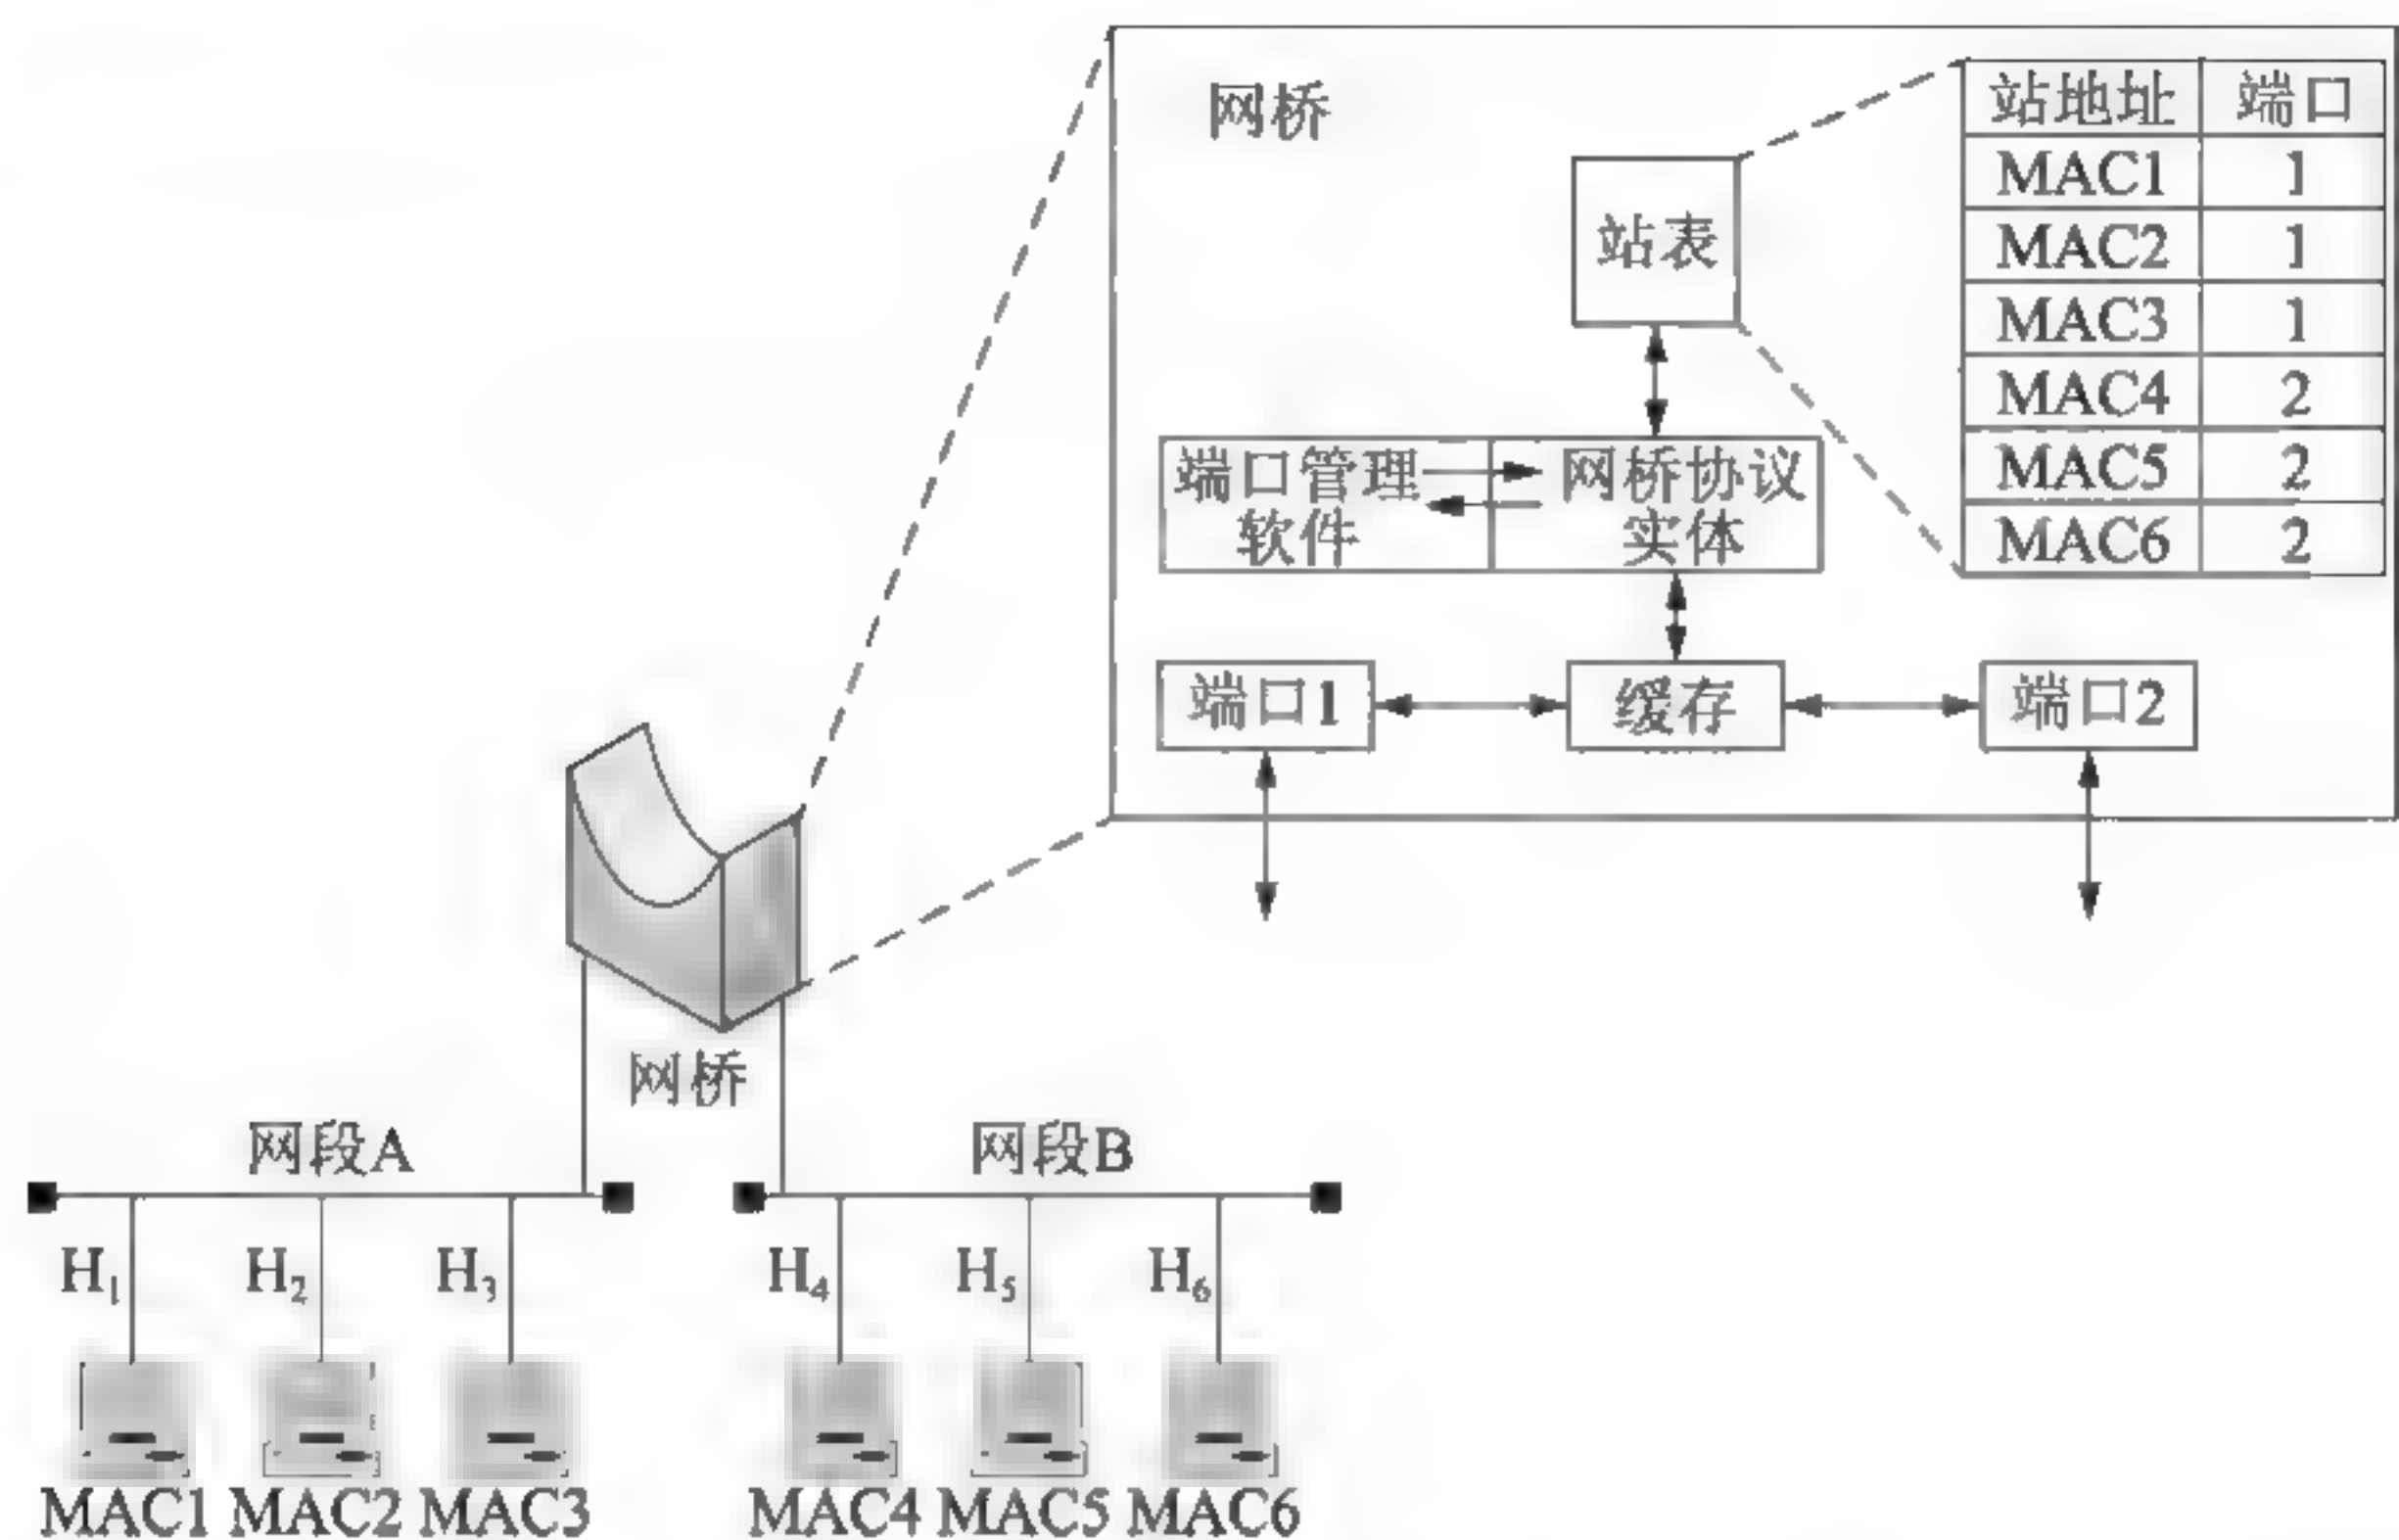 网桥
站表
站地址 端口
MAC1 1
MAC2 1
MAC3 1
MAC4 2
MAC5 2
MAC6 2
端口管理
软件
网桥协议
实体
端口1
缓存
端口2
网桥
网段A
网段B
H1 H2 H3 H4 H5 H6
MAC1 MAC2 MAC3 MAC4 MAC5 MAC6